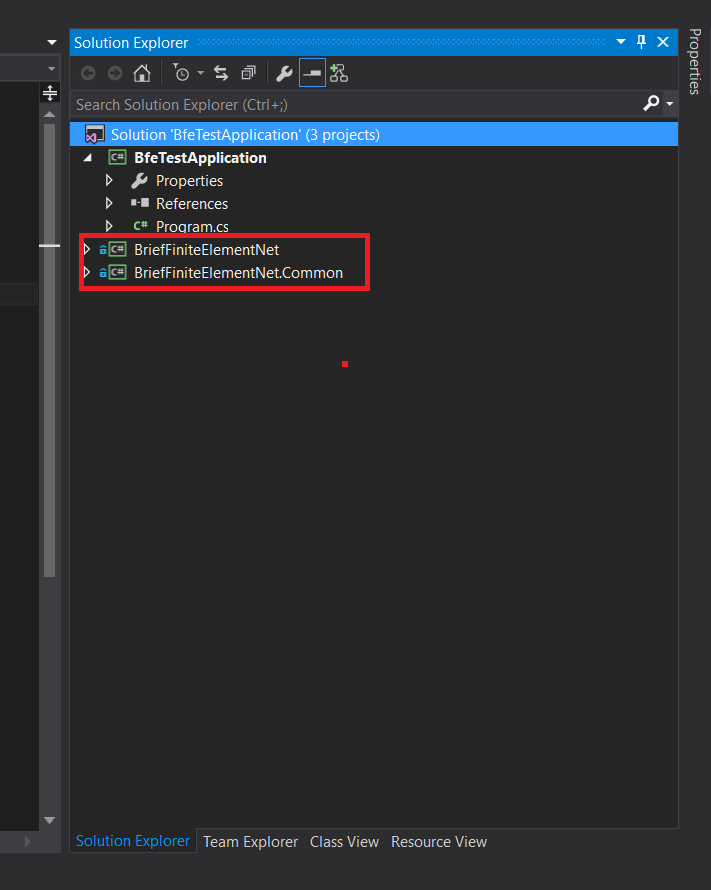 Solution Explorer
Properties
Search Solution Explorer (Ctrl+;)
Solution 'BfeTestApplication' (3 projects)
C# BfeTestApplication
Properties
References
C# Program.cs
C# BriefFiniteElementNet
C# BriefFiniteElementNet.Common
Solution Explorer Team Explorer Class View Resource View